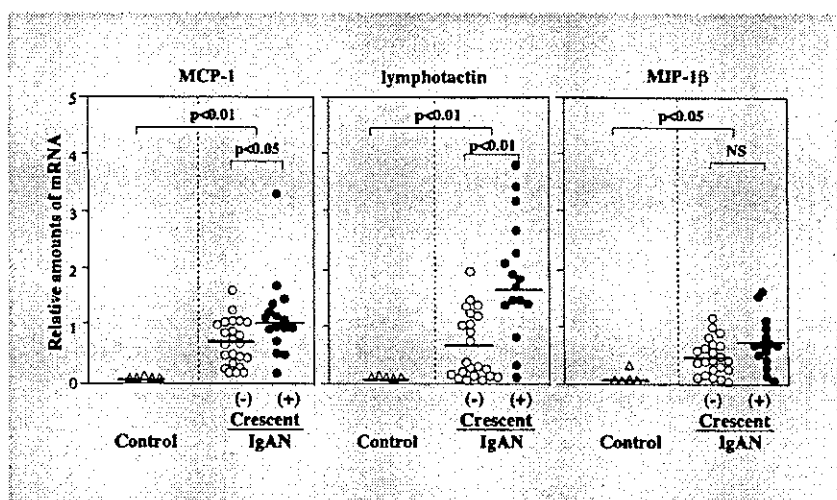 MCP-1 lymphotactin MIP-1β
Relative amounts of mRNA
5
4
3
2
1
0
p<0.01
p<0.05
p<0.01
p<0.01
p<0.05
NS
(-) (+) (-) (+) (-) (+)
Crescent Crescent Crescent
Control IgAN Control IgAN Control IgAN